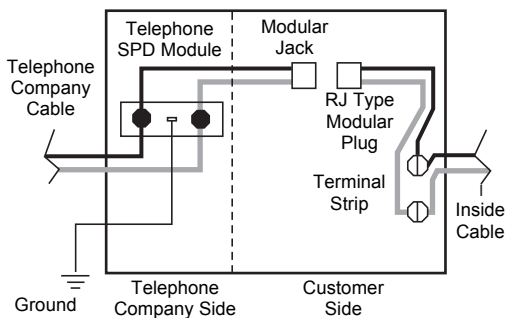 Telephone
SPD Module
Modular
Jack
Telephone
Company
Cable
RJ Type
Modular
Plug
Terminal
Strip
Inside
Cable
Ground
Telephone
Company Side
Customer
Side